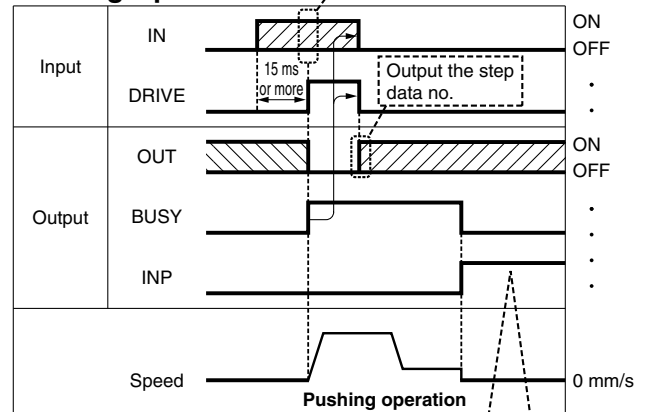 IN
ON
OFF
Input
15 ms
or more
Output the step
data no.
DRIVE
OUT
ON
OFF
Output
BUSY
INP
Speed
0 mm/s
Pushing operation